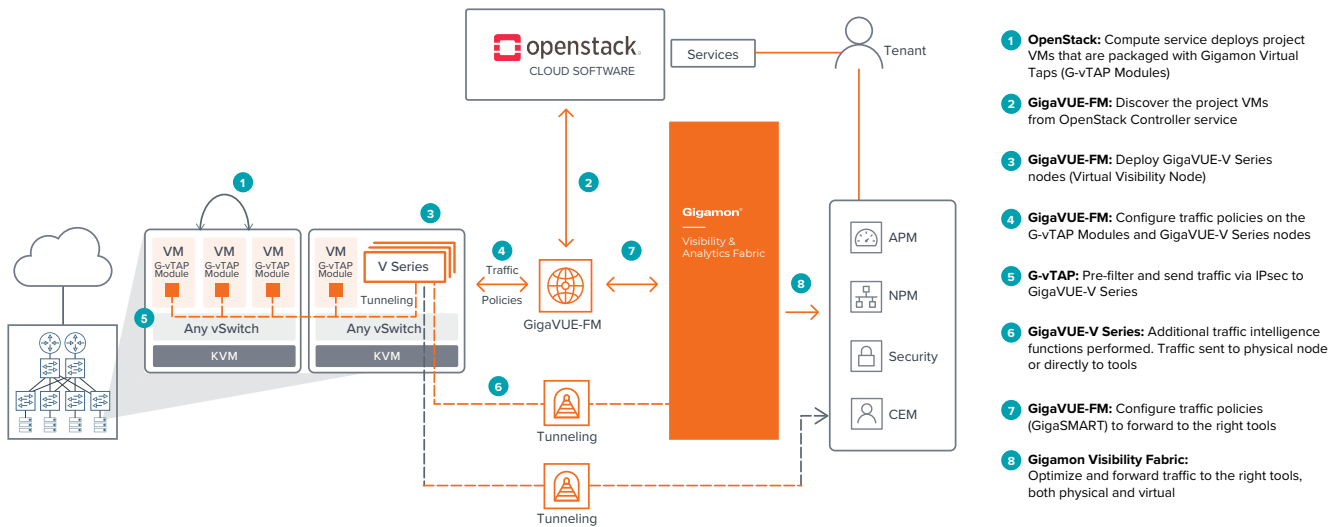 openstack.
CLOUD SOFTWARE
Services
Tenant
1
2
3
VM
G-vTAP
Module
VM
G-vTAP
Module
VM
G-vTAP
Module
VM
G-vTAP
Module
V Series
Tunneling
4
Traffic
Policies
GigaVUE-FM
7
Gigamon®
Visibility &
Analytics Fabric
8
APM
NPM
Security
CEM
5
Any vSwitch
KVM
Any vSwitch
KVM
6
Tunneling
Tunneling
1 OpenStack: Compute service deploys project
VMs that are packaged with Gigamon Virtual
Taps (G-vTAP Modules)
2 GigaVUE-FM: Discover the project VMs
from OpenStack Controller service
3 GigaVUE-FM: Deploy GigaVUE-V Series
nodes (Virtual Visibility Node)
4 GigaVUE-FM: Configure traffic policies on the
G-vTAP Modules and GigaVUE-V Series nodes
5 G-vTAP: Pre-filter and send traffic via IPsec to
GigaVUE-V Series
6 GigaVUE-V Series: Additional traffic intelligence
functions performed. Traffic sent to physical node
or directly to tools
7 GigaVUE-FM: Configure traffic policies
(GigaSMART) to forward to the right tools
8 Gigamon Visibility Fabric:
Optimize and forward traffic to the right tools,
both physical and virtual